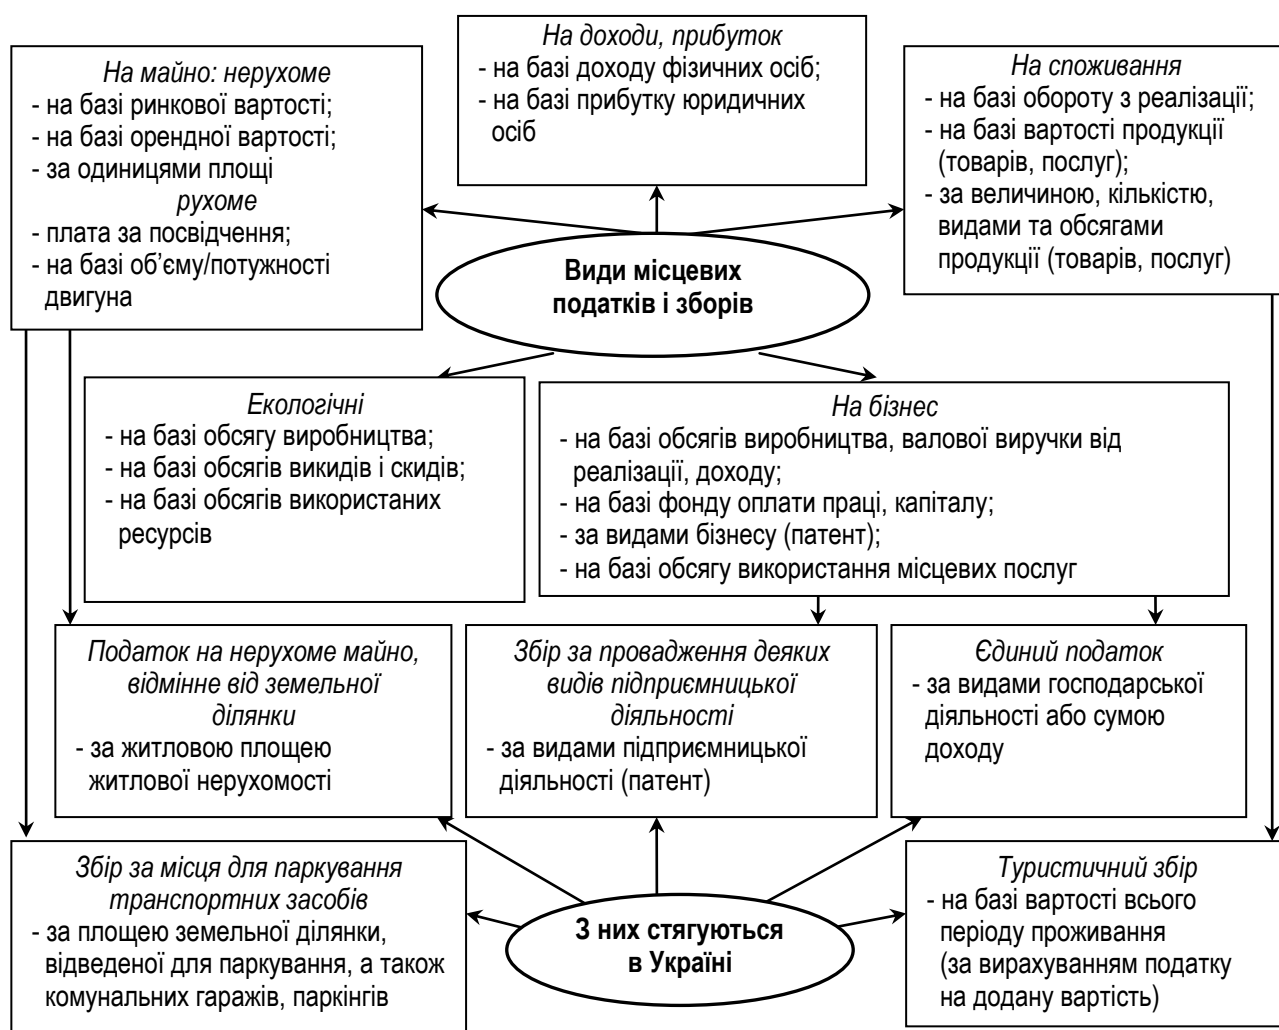 На майно: нерухоме
- на базі ринкової вартості;
- на базі орендної вартості;
- за одиницями площі
рухоме
- плата за посвідчення;
- на базі об’єму/потужності
двигуна
На доходи, прибуток
- на базі доходу фізичних осіб;
- на базі прибутку юридичних
осіб
На споживання
- на базі обороту з реалізації;
- на базі вартості продукції
(товарів, послуг);
- за величиною, кількістю,
видами та обсягами
продукції (товарів, послуг)
Види місцевих
податків і зборів
Екологічні
- на базі обсягу виробництва;
- на базі обсягів викидів і скидів;
- на базі обсягів використаних
ресурсів
На бізнес
- на базі обсягів виробництва, валової виручки від
реалізації, доходу;
- на базі фонду оплати праці, капіталу;
- за видами бізнесу (патент);
- на базі обсягу використання місцевих послуг
Податок на нерухоме майно,
відмінне від земельної
ділянки
- за житловою площею
житлової нерухомості
Збір за провадження деяких
видів підприємницької
діяльності
- за видами підприємницької
діяльності (патент)
Єдиний податок
- за видами господарської
діяльності або сумою
доходу
Збір за місця для паркування
транспортних засобів
- за площею земельної ділянки,
відведеної для паркування, а також
комунальних гаражів, паркінгів
З них стягуються
в Україні
Туристичний збір
- на базі вартості всього
періоду проживання
(за вирахуванням податку
на додану вартість)